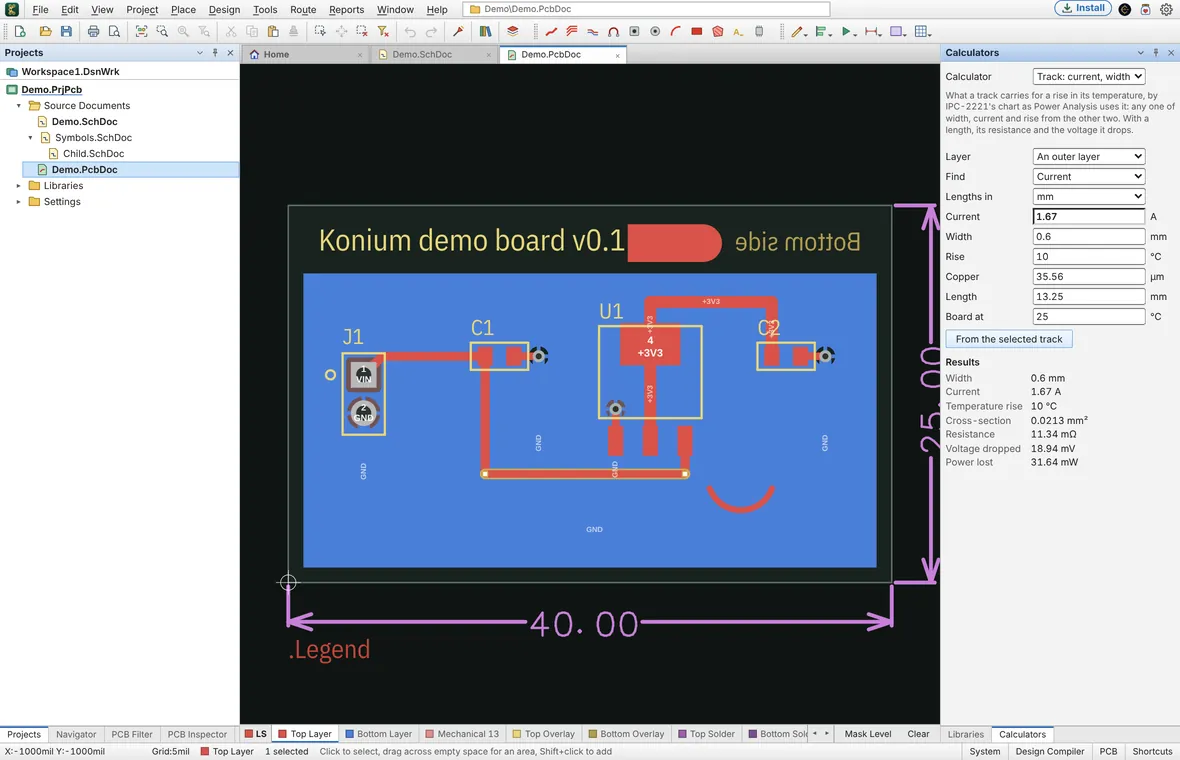 File Edit View Project Place Design Tools Route Reports Window Help
Demo\Demo.PcbDoc
Install
Projects
Home
Demo.SchDoc
Demo.PcbDoc
Calculators
Workspace1.DsnWrk
Demo.PrjPcb
Source Documents
Demo.SchDoc
Symbols.SchDoc
Child.SchDoc
Demo.PcbDoc
Libraries
Settings
Konium demo board v0.1
Bottom side
J1
C1
U1
C2
1
VIN
2
GND
4
+3V3
+3V3
+3V3
+3V3
+3V3
GND
GND
GND
GND
GND
25.00
40.00
.Legend
Calculator
Track: current, width
What a track carries for a rise in its temperature, by
IPC-2221's chart as Power Analysis uses it: any one of
width, current and rise from the other two. With a
length, its resistance and the voltage it drops.
Layer An outer layer
Find Current
Lengths in mm
Current 1.67 A
Width 0.6 mm
Rise 10 °C
Copper 35.56 µm
Length 13.25 mm
Board at 25 °C
From the selected track
Results
Width 0.6 mm
Current 1.67 A
Temperature rise 10 °C
Cross-section 0.0213 mm²
Resistance 11.34 mΩ
Voltage dropped 18.94 mV
Power lost 31.64 mW
Projects Navigator PCB Filter PCB Inspector
LS Top Layer Bottom Layer Mechanical 13 Top Overlay Bottom Overlay Top Solder Bottom Sol
Mask Level Clear
Libraries Calculators
X:-1000mil Y:-1000mil Grid:5mil Top Layer 1 selected Click to select, drag across empty space for an area, Shift+click to add
System Design Compiler PCB Shortcuts